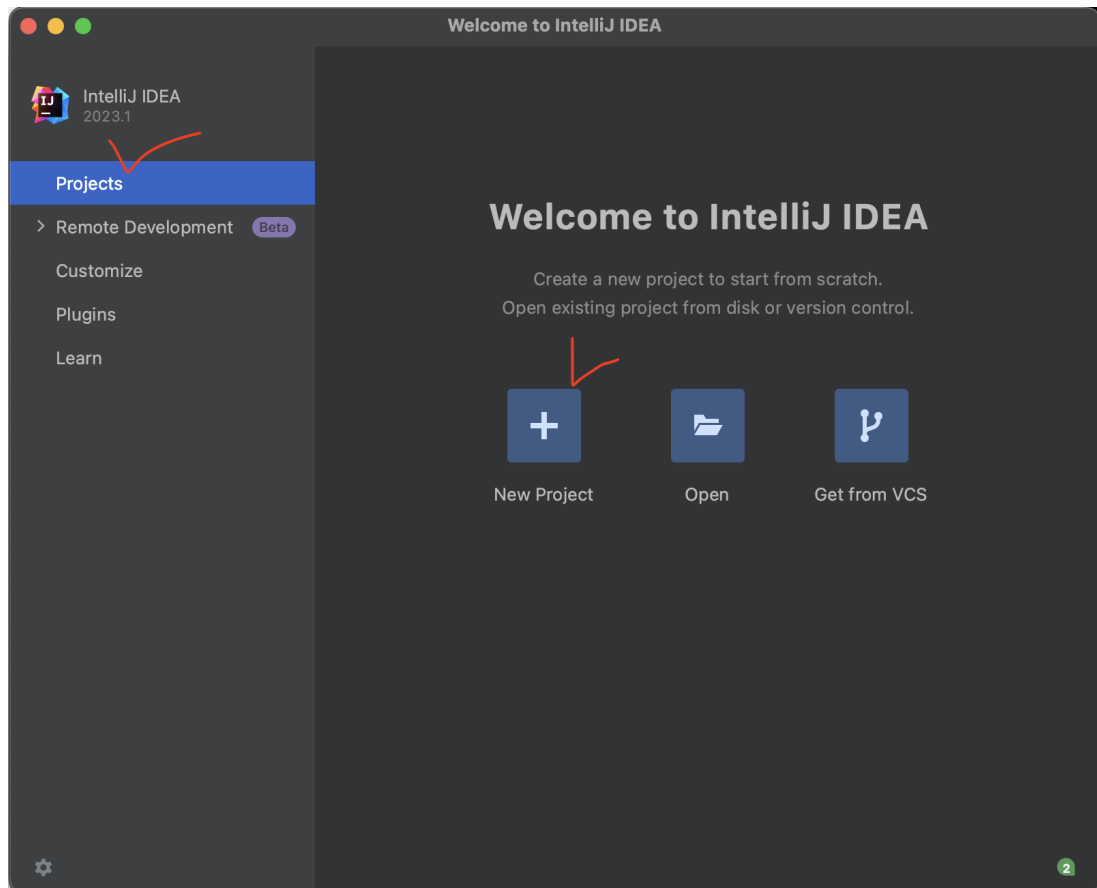 Welcome to IntelliJ IDEA
IJ
IntelliJ IDEA
2023.1
Projects
Remote Development Beta
Customize
Plugins
Learn
Welcome to IntelliJ IDEA
Create a new project to start from scratch.
Open existing project from disk or version control.
New Project Open Get from VCS
2